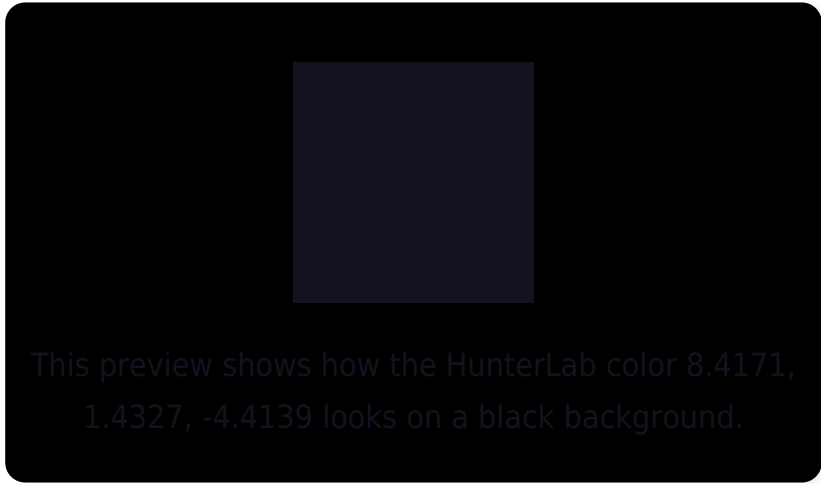 This preview shows how the HunterLab color 8.4171,
1.4327, -4.4139 looks on a black background.